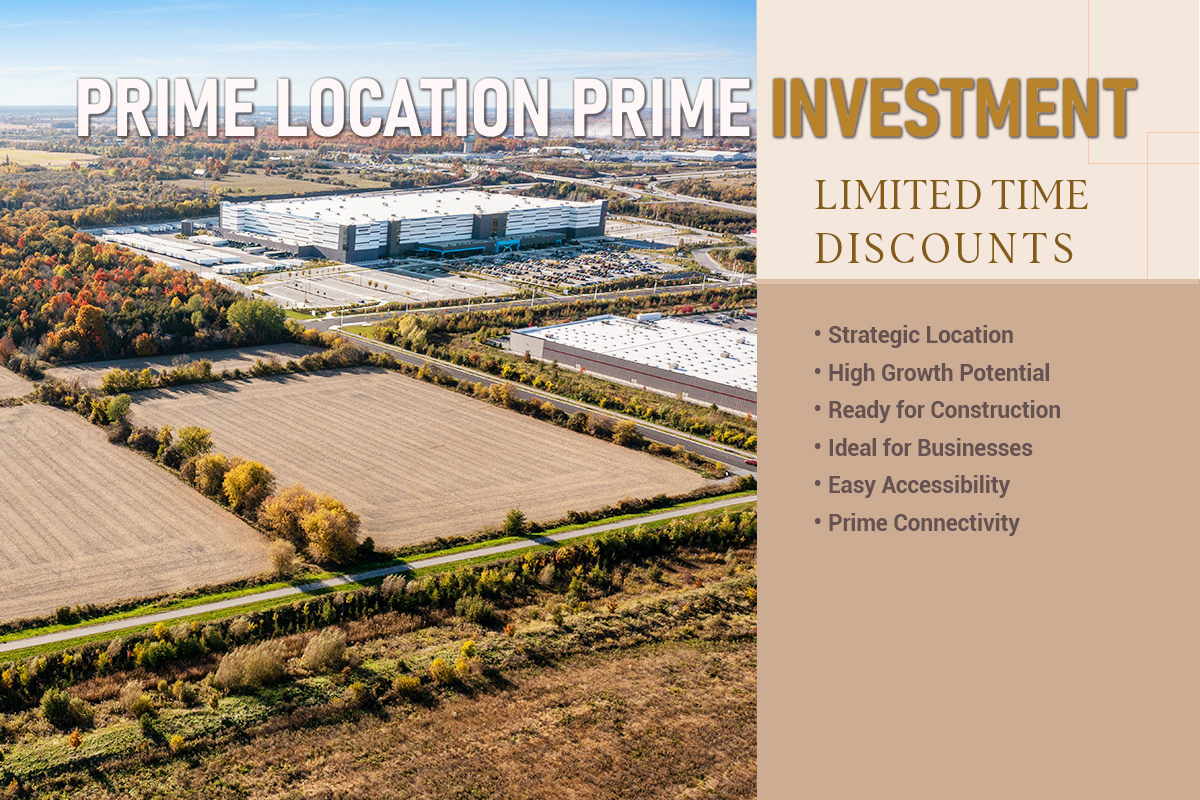 PRIME LOCATION PRIME INVESTMENT
LIMITED TIME
DISCOUNTS
• Strategic Location
• High Growth Potential
• Ready for Construction
• Ideal for Businesses
• Easy Accessibility
• Prime Connectivity